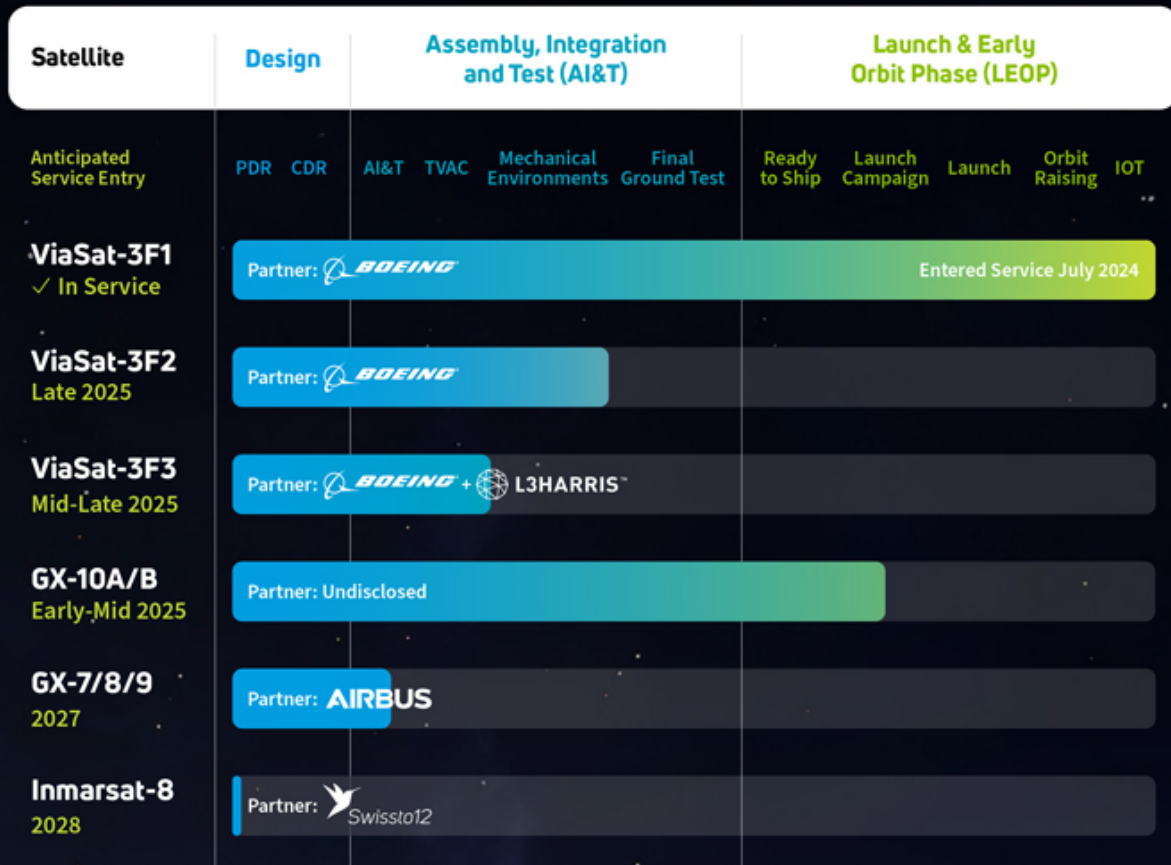 Satellite
Design
Assembly, Integration
and Test (AI&T)
Launch & Early
Orbit Phase (LEOP)
Anticipated
Service Entry
PDR
CDR
AI&T
TVAC
Mechanical
Environments
Final
Ground Test
Ready
to Ship
Launch
Campaign
Launch
Orbit
Raising
IOT
ViaSat-3F1
✓ In Service
Partner: BOEING
Entered Service July 2024
ViaSat-3F2
Late 2025
Partner: BOEING
ViaSat-3F3
Mid-Late 2025
Partner: BOEING + L3HARRIS™
GX-10A/B
Early-Mid 2025
Partner: Undisclosed
GX-7/8/9
2027
Partner: AIRBUS
Inmarsat-8
2028
Partner: Swissto12